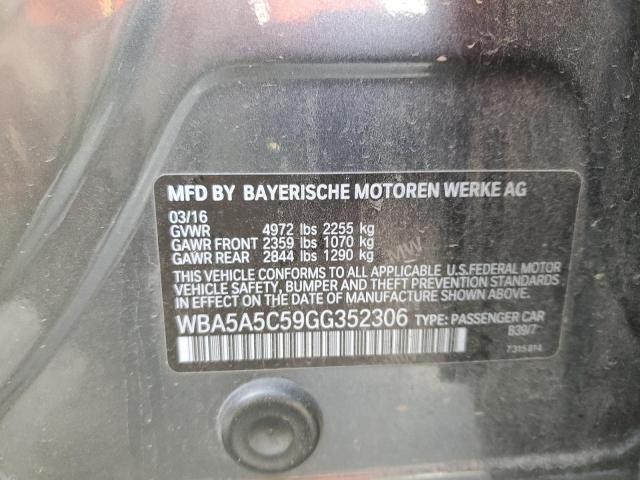 MFD BY BAYERISCHE MOTOREN WERKE AG
03/16
GVWR 4972 lbs 2255 kg
GAWR FRONT 2359 lbs 1070 kg
GAWR REAR 2844 lbs 1290 kg
BMW
THIS VEHICLE CONFORMS TO ALL APPLICABLE U.S.FEDERAL MOTOR
VEHICLE SAFETY, BUMPER AND THEFT PREVENTION STANDARDS
IN EFFECT ON THE DATE OF MANUFACTURE SHOWN ABOVE.
WBA5A5C59GG352306 TYPE: PASSENGER CAR
B39/7
7315814